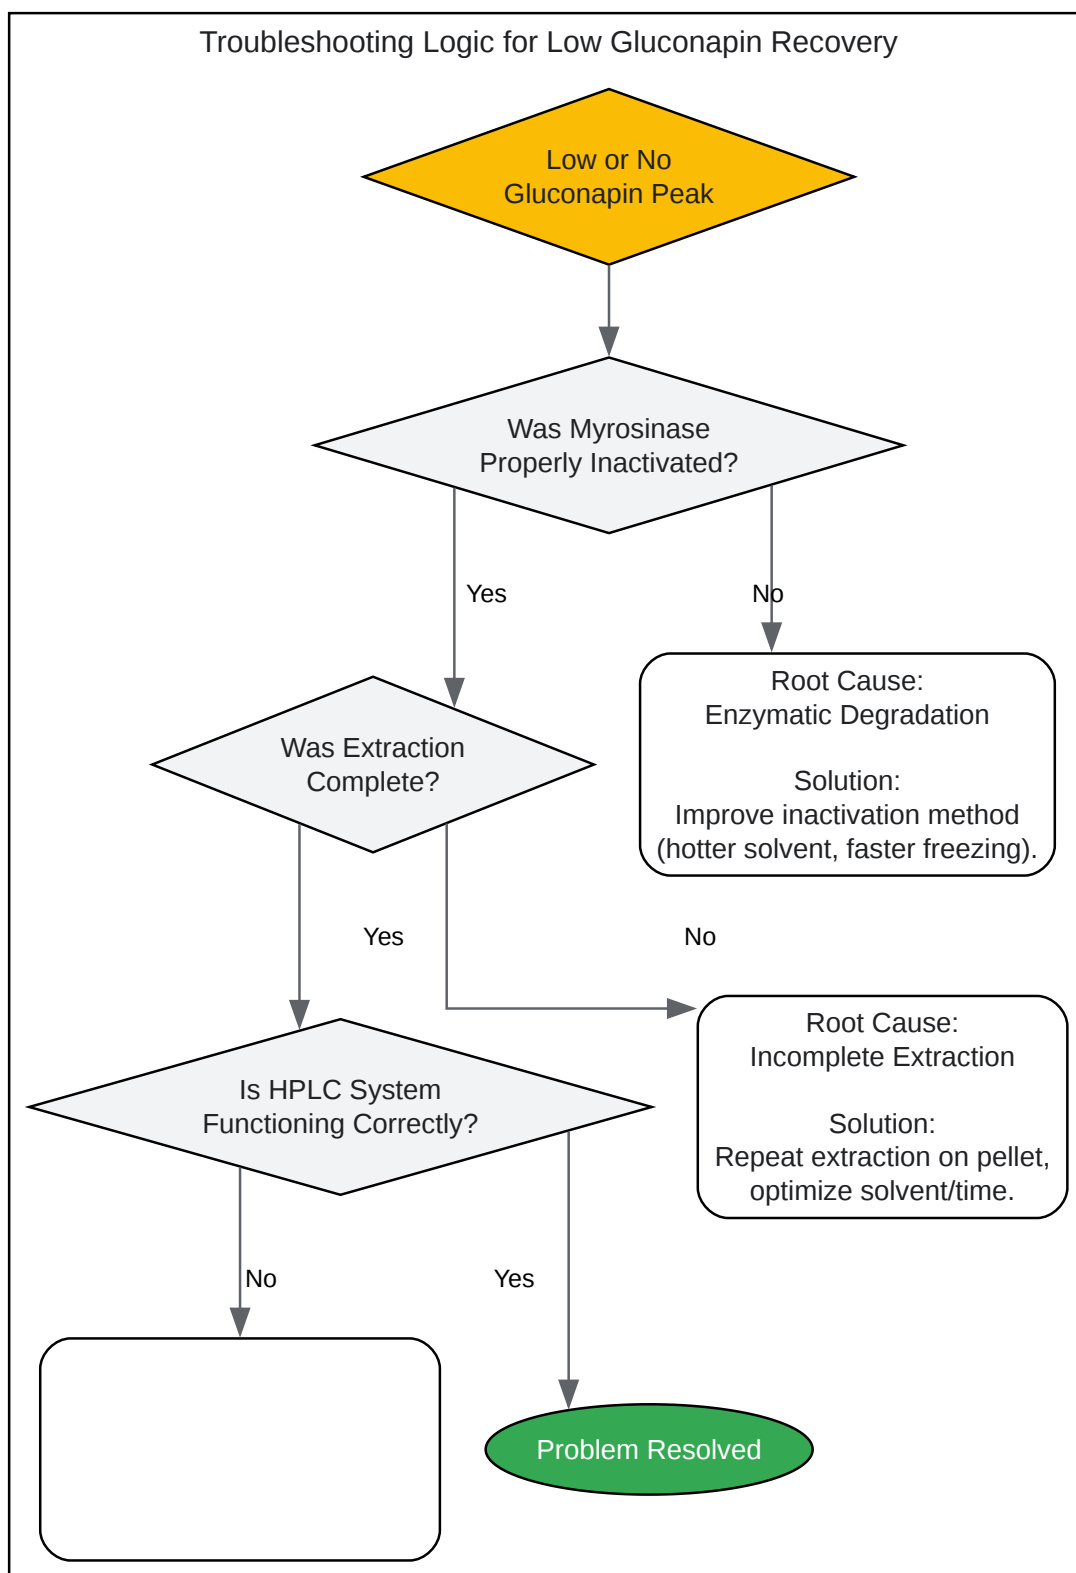 Troubleshooting Logic for Low Gluconapin Recovery
Low or No
Gluconapin Peak
Was Myrosinase
Properly Inactivated?
Yes
No
Root Cause:
Enzymatic Degradation
Solution:
Improve inactivation method
(hotter solvent, faster freezing).
Was Extraction
Complete?
Yes
No
Root Cause:
Incomplete Extraction
Solution:
Repeat extraction on pellet,
optimize solvent/time.
Is HPLC System
Functioning Correctly?
No
Yes
Problem Resolved